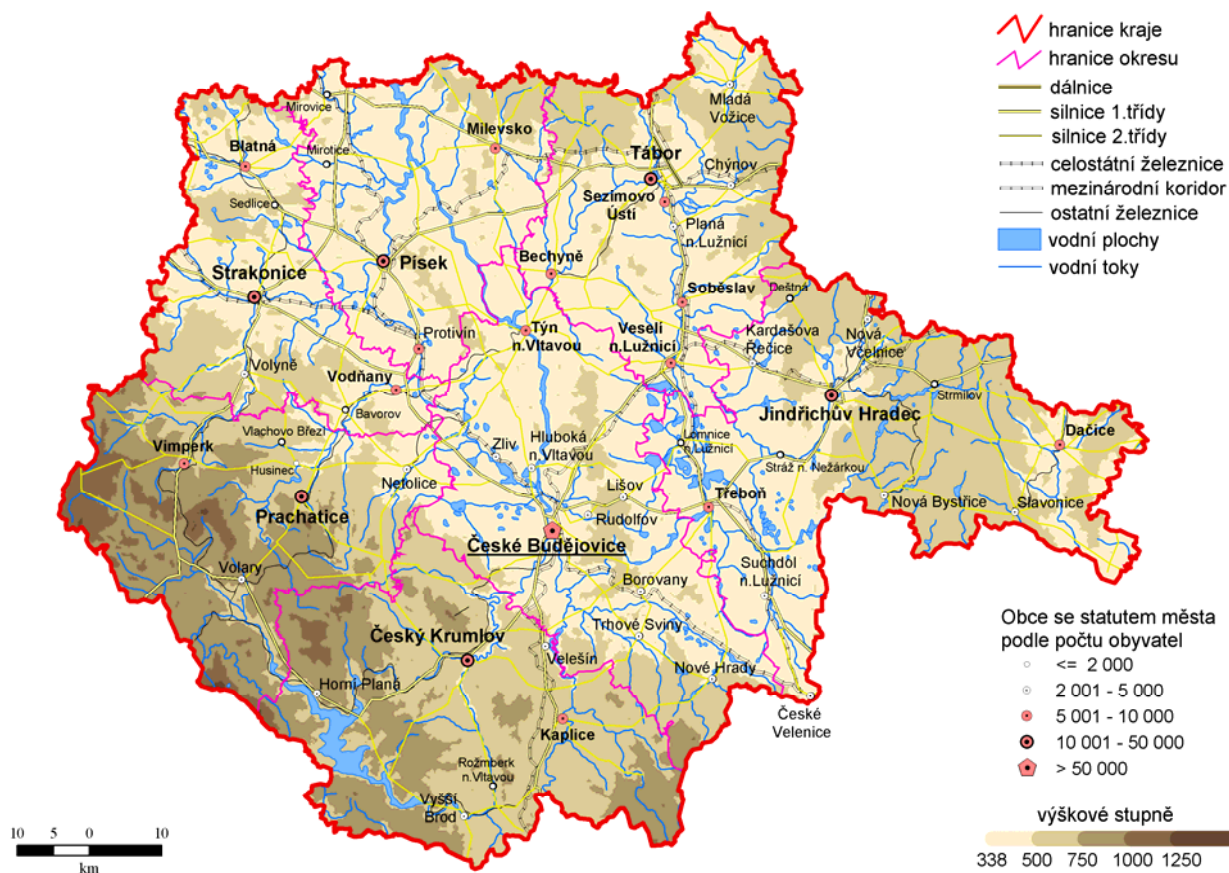 hranice kraje
hranice okresu
dálnice
silnice 1.třídy
silnice 2.třídy
celostátní železnice
mezinárodní koridor
ostatní železnice
vodní plochy
vodní toky
Mirovice
Mladá
Vožice
Milevsko
Blatná
Mirotice
Tábor
Chýnov
Sedlice
Sezimovo
Ústí
Planá
n.Lužnicí
Písek
Bechyně
Strakonice
Soběslav
Deštná
Protivín
Týn
n.Vltavou
Veselí
n.Lužnicí
Kardašova
Řečice
Nová
Včelnice
Volyně
Vodňany
Strmilov
Bavorov
Jindřichův Hradec
Vlachovo Březí
Vimperk
Zliv
Hluboká
n.Vltavou
Lomnice
n.Lužnicí
Dačice
Husinec
Netolice
Stráž n. Nežárkou
Lišov
Třeboň
Nová Bystřice
Slavonice
Prachatice
Rudolfov
České Budějovice
Volary
Borovany
Suchdol
n.Lužnicí
Český Krumlov
Trhové Sviny
Velešín
Nové Hrady
Horní Planá
České
Velenice
Kaplice
Rožmberk
n.Vltavou
Vyšší
Brod
Obce se statutem města
podle počtu obyvatel
<= 2 000
2 001 - 5 000
5 001 - 10 000
10 001 - 50 000
> 50 000
výškové stupně
338 500 750 1000 1250
10 5 0 10
km